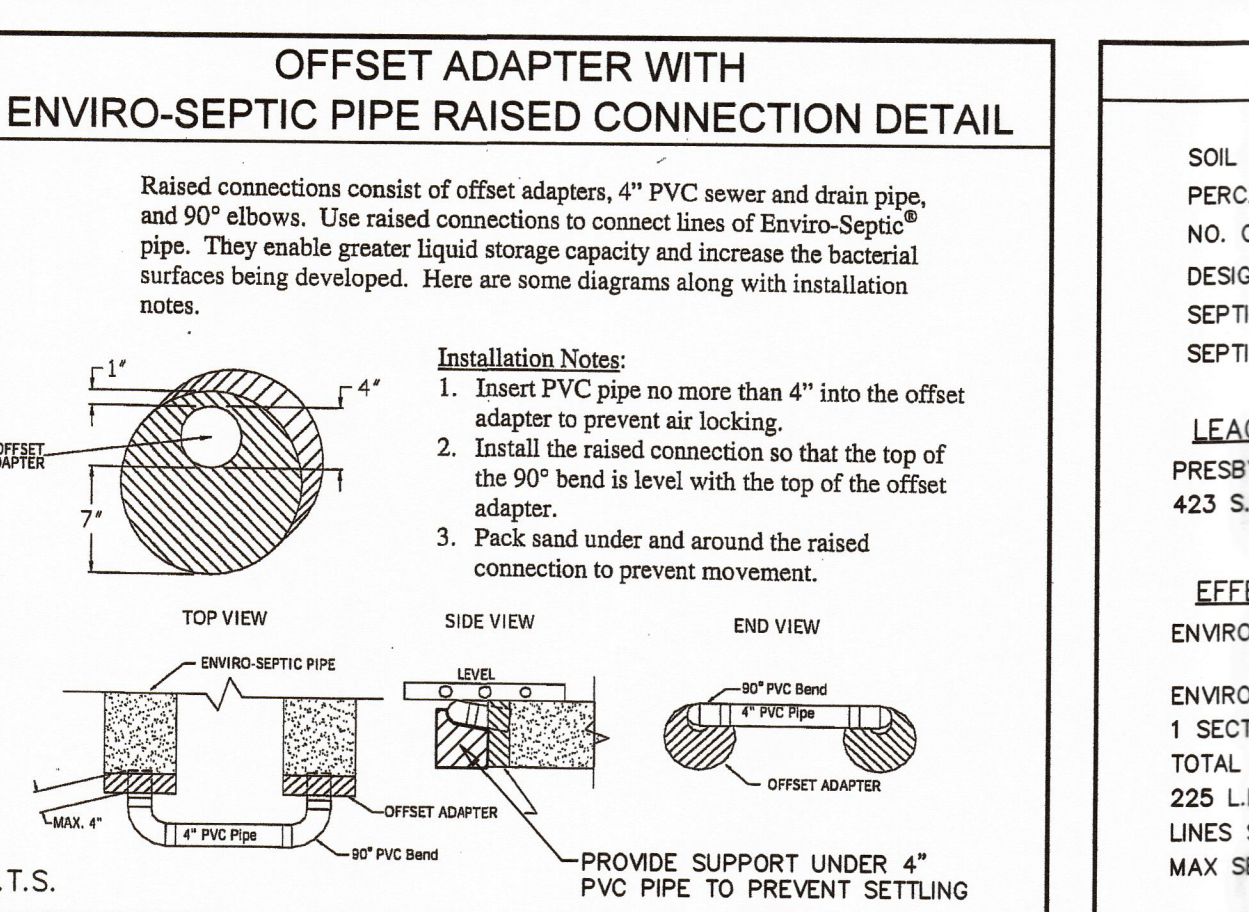 OFFSET ADAPTER WITH
ENVIRO-SEPTIC PIPE RAISED CONNECTION DETAIL
Raised connections consist of offset adapters, 4" PVC sewer and drain pipe,
and 90° elbows. Use raised connections to connect lines of Enviro-Septic®
pipe. They enable greater liquid storage capacity and increase the bacterial
surfaces being developed. Here are some diagrams along with installation
notes.
1"
4"
7"
Installation Notes:
1. Insert PVC pipe no more than 4" into the offset
adapter to prevent air locking.
2. Install the raised connection so that the top of
the 90° bend is level with the top of the offset
adapter.
3. Pack sand under and around the raised
connection to prevent movement.
TOP VIEW
ENVIRO-SEPTIC PIPE
MAX. 4"
4" PVC Pipe
OFFSET ADAPTER
90° PVC Bend
SIDE VIEW
LEVEL
PROVIDE SUPPORT UNDER 4"
PVC PIPE TO PREVENT SETTLING
END VIEW
90° PVC Bend
4" PVC Pipe
OFFSET ADAPTER
.T.S.
SOIL
PERC
NO.
DESIG
SEPTI
SEPTI
LEAC
PRESB
423 S.
EFFE
ENVIRO
ENVIRO
1 SECT
TOTAL
225 L.
LINES
MAX SE